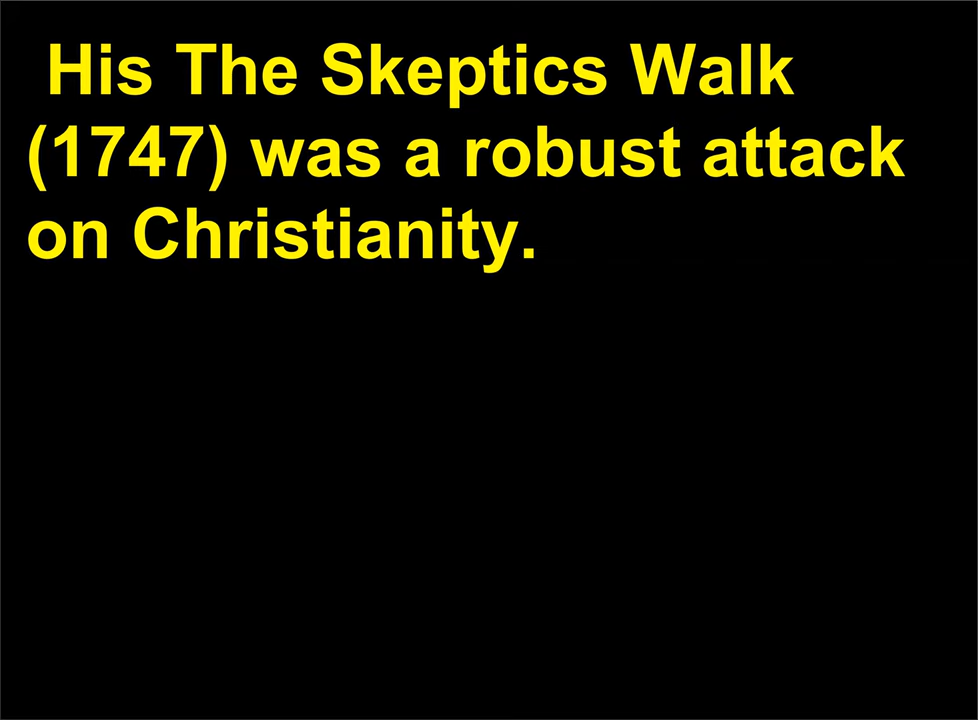 His The Skeptics Walk
(1747) was a robust attack
on Christianity.